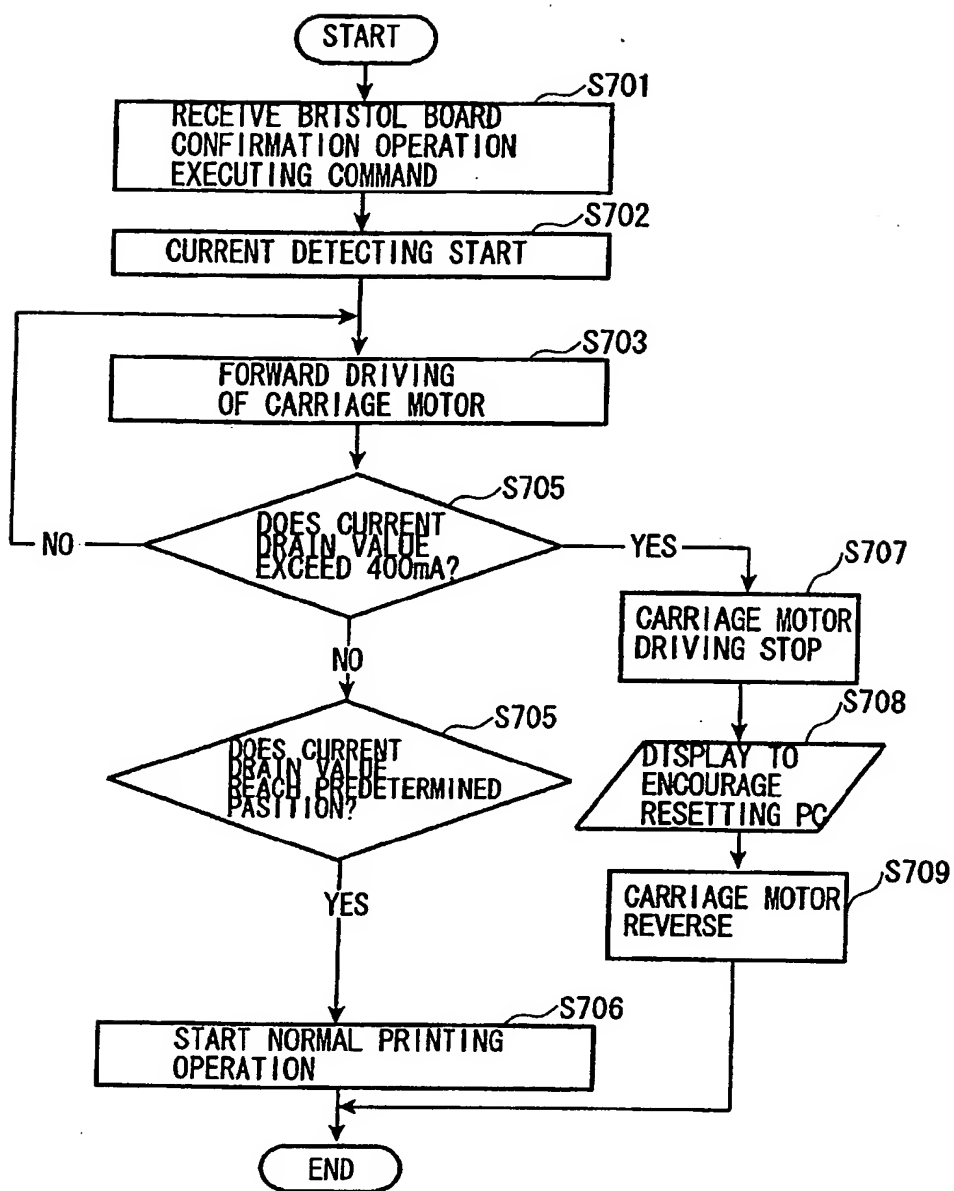 START
S701
RECEIVE BRISTOL BOARD
CONFIRMATION OPERATION
EXECUTING COMMAND
S702
CURRENT DETECTING START
S703
FORWARD DRIVING
OF CARRIAGE MOTOR
S705
DOES CURRENT
DRAIN VALUE
EXCEED 400mA?
NO
YES
S707
CARRIAGE MOTOR
DRIVING STOP
NO
S705
DOES CURRENT
DRAIN VALUE
REACH PREDETERMINED
PASITION?
S708
DISPLAY TO
ENCOURAGE
RESETTING PC
YES
S709
CARRIAGE MOTOR
REVERSE
S706
START NORMAL PRINTING
OPERATION
END